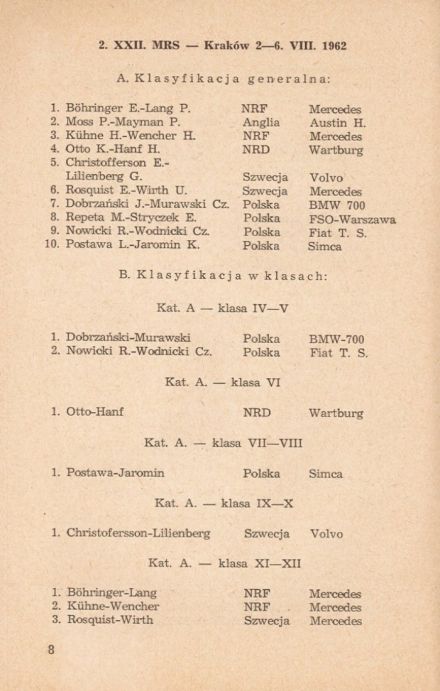 2. XXII. MRS — Kraków 2—6. VIII. 1962
A. Klasyfikacja generalna:
1. Böhringer E.-Lang P. NRF Mercedes
2. Moss P.-Mayman P. Anglia Austin H.
3. Kühne H.-Wencher H. NRF Mercedes
4. Otto K.-Hanf H. NRD Wartburg
5. Christofferson E.-
Lilienberg G. Szwecja Volvo
6. Rosquist E.-Wirth U. Szwecja Mercedes
7. Dobrzański J.-Murawski Cz. Polska BMW 700
8. Repeta M.-Stryczek E. Polska FSO-Warszawa
9. Nowicki R.-Wodnicki Cz. Polska Fiat T. S.
10. Postawa L.-Jaromin K. Polska Simca
B. Klasyfikacja w klasach:
Kat. A — klasa IV—V
1. Dobrzański-Murawski Polska BMW-700
2. Nowicki R.-Wodnicki Cz. Polska Fiat T. S.
Kat. A. — klasa VI
1. Otto-Hanf NRD Wartburg
Kat. A. — klasa VII—VIII
1. Postawa-Jaromin Polska Simca
Kat. A. — klasa IX—X
1. Christofersson-Lilienberg Szwecja Volvo
Kat. A. — klasa XI—XII
1. Böhringer-Lang NRF Mercedes
2. Kühne-Wencher NRF Mercedes
3. Rosquist-Wirth Szwecja Mercedes
8